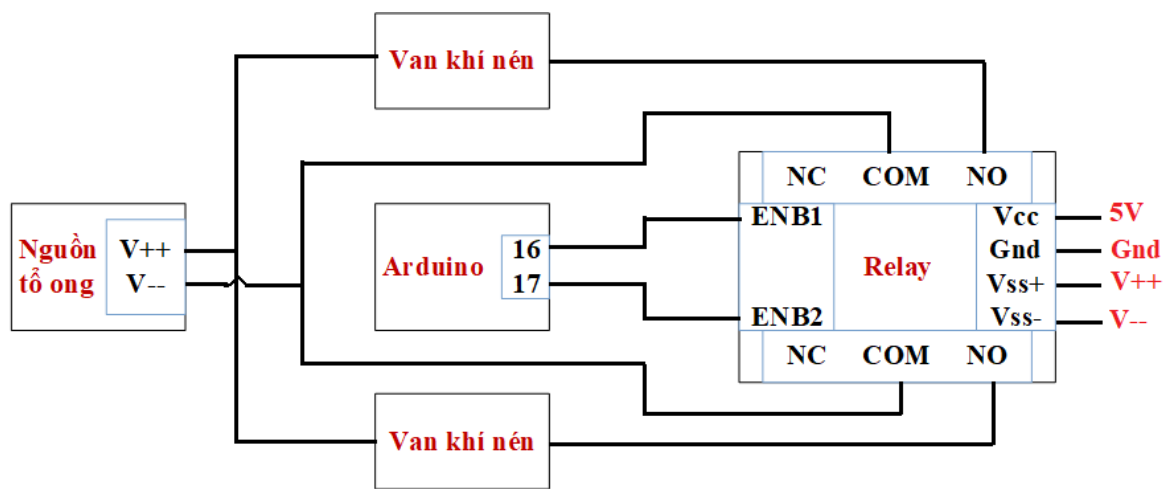 Van khí nén
NC COM NO
Nguồn
tổ ong
V++
V--
Arduino
16
17
ENB1
ENB2
Relay
Vcc
Gnd
Vss+
Vss-
5V
Gnd
V++
V--
NC COM NO
Van khí nén